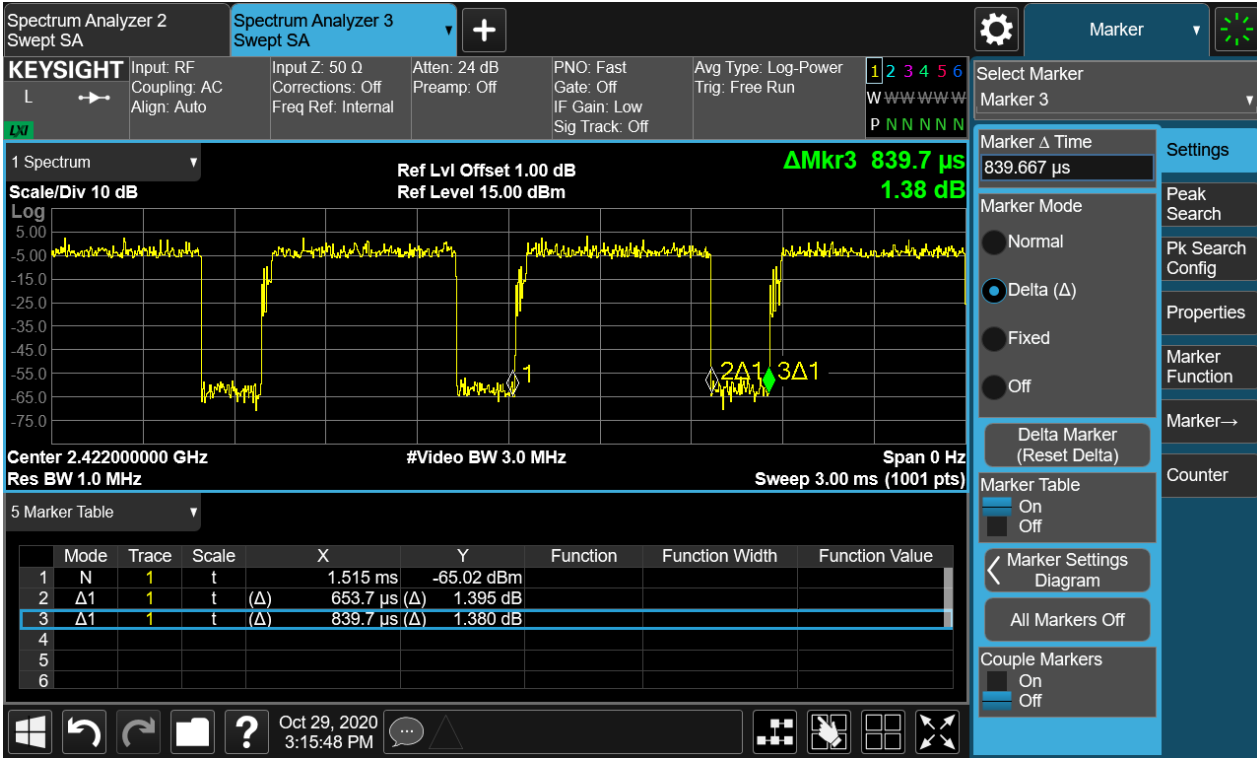 Spectrum Analyzer 2
Swept SA
Spectrum Analyzer 3
Swept SA
Marker
KEYSIGHT
L
LXI
Input: RF
Coupling: AC
Align: Auto
Input Z: 50 Ω
Corrections: Off
Freq Ref: Internal
Atten: 24 dB
Preamp: Off
PNO: Fast
Gate: Off
IF Gain: Low
Sig Track: Off
Avg Type: Log-Power
Trig: Free Run
1 2 3 4 5 6
W W W W W W
P N N N N N
Select Marker
Marker 3
1 Spectrum
Scale/Div 10 dB
Log
Ref Lvl Offset 1.00 dB
Ref Level 15.00 dBm
ΔMkr3 839.7 µs
1.38 dB
5.00
-5.00
-15.0
-25.0
-35.0
-45.0
-55.0
-65.0
-75.0
1
2Δ1
3Δ1
Center 2.422000000 GHz
Res BW 1.0 MHz
#Video BW 3.0 MHz
Span 0 Hz
Sweep 3.00 ms (1001 pts)
5 Marker Table
Mode Trace Scale X Y Function Function Width Function Value
1 N 1 t 1.515 ms -65.02 dBm
2 Δ1 1 t (Δ) 653.7 µs (Δ) 1.395 dB
3 Δ1 1 t (Δ) 839.7 µs (Δ) 1.380 dB
4
5
6
Marker Δ Time
839.667 µs
Marker Mode
Normal
Delta (Δ)
Fixed
Off
Delta Marker
(Reset Delta)
Marker Table
On
Off
Marker Settings
Diagram
All Markers Off
Couple Markers
On
Off
Settings
Peak
Search
Pk Search
Config
Properties
Marker
Function
Marker→
Counter
?
Oct 29, 2020
3:15:48 PM